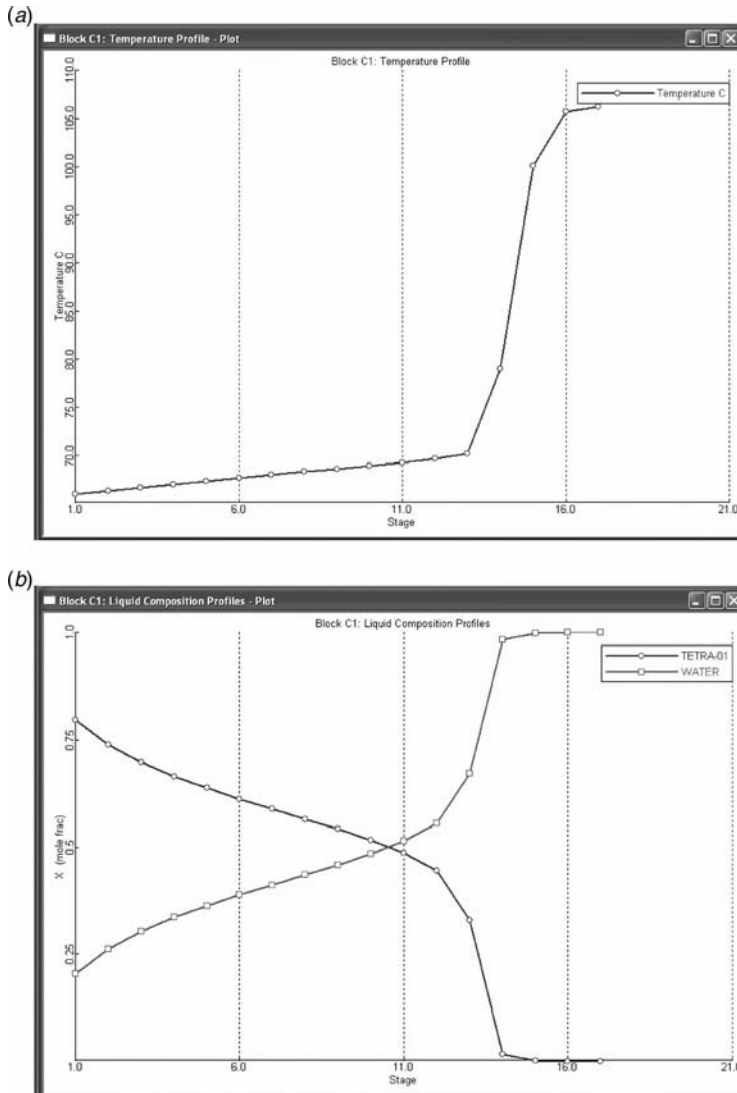 (a)
Block C1: Temperature Profile - Plot
Block C1: Temperature Profile
Temperature C
110.0
105.0
100.0
95.0
90.0
85.0
80.0
75.0
70.0
Temperature C
1.0 6.0 11.0 16.0 21.0
Stage
(b)
Block C1: Liquid Composition Profiles - Plot
Block C1: Liquid Composition Profiles
TETRA-01
WATER
1.0
0.75
0.5
0.25
X (mole frac)
1.0 6.0 11.0 16.0 21.0
Stage